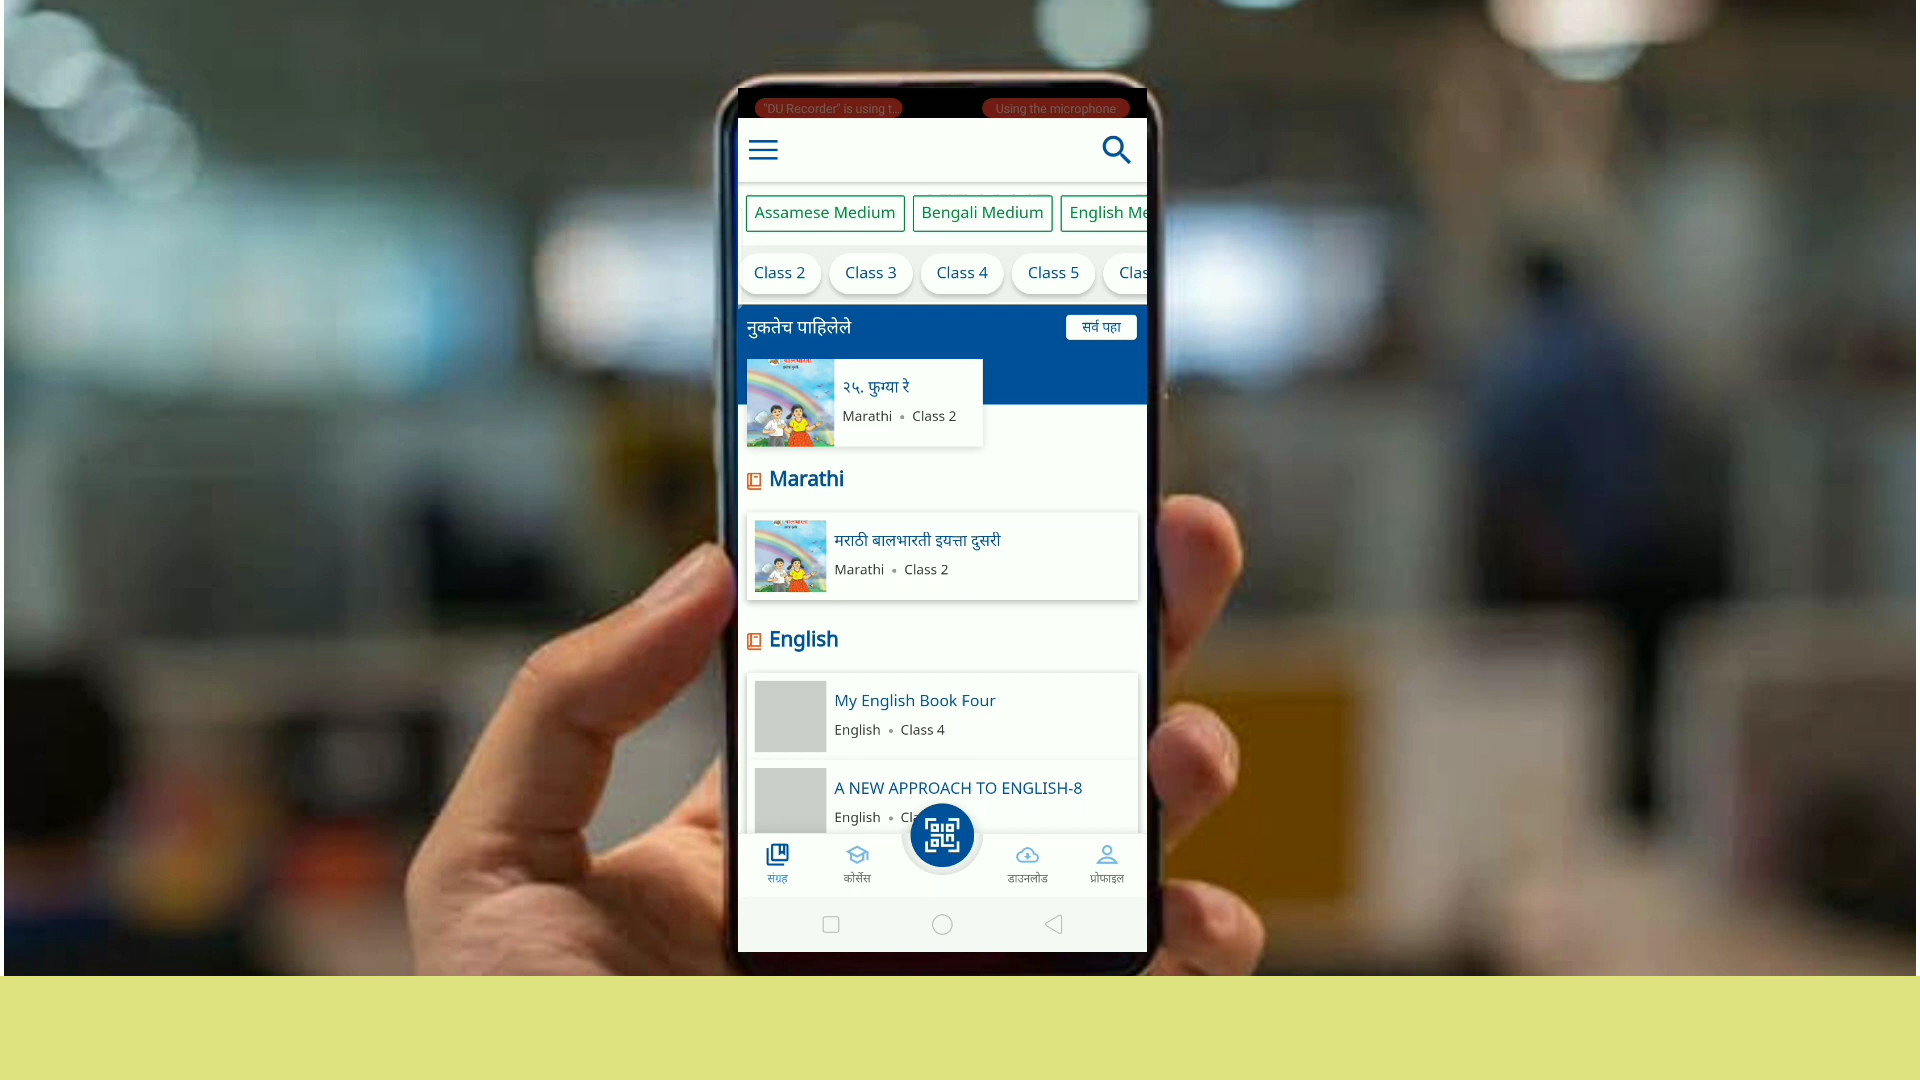 "DU Recorder" is using t...
Using the microphone
Assamese Medium
Bengali Medium
English Me
Class 2
Class 3
Class 4
Class 5
Clas
नुकतेच पाहिलेले
सर्व पहा
२५. फुग्या रे
Marathi • Class 2
Marathi
मराठी बालभारती इयत्ता दुसरी
Marathi • Class 2
English
My English Book Four
English • Class 4
A NEW APPROACH TO ENGLISH-8
English • Cla
संग्रह
कोर्सेस
डाउनलोड
प्रोफाइल